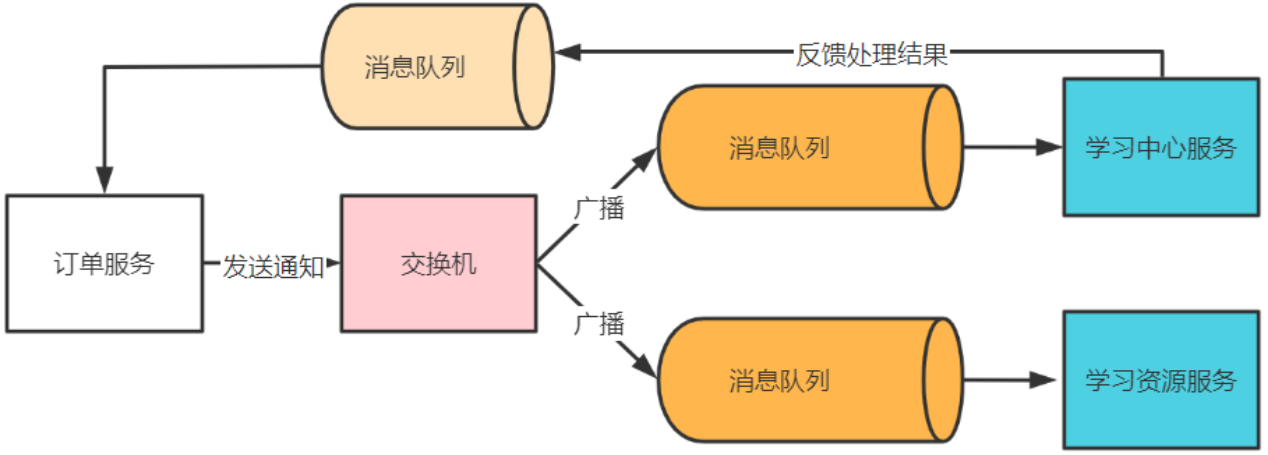 消息队列
反馈处理结果
消息队列
学习中心服务
广播
订单服务
发送通知
交换机
广播
消息队列
学习资源服务